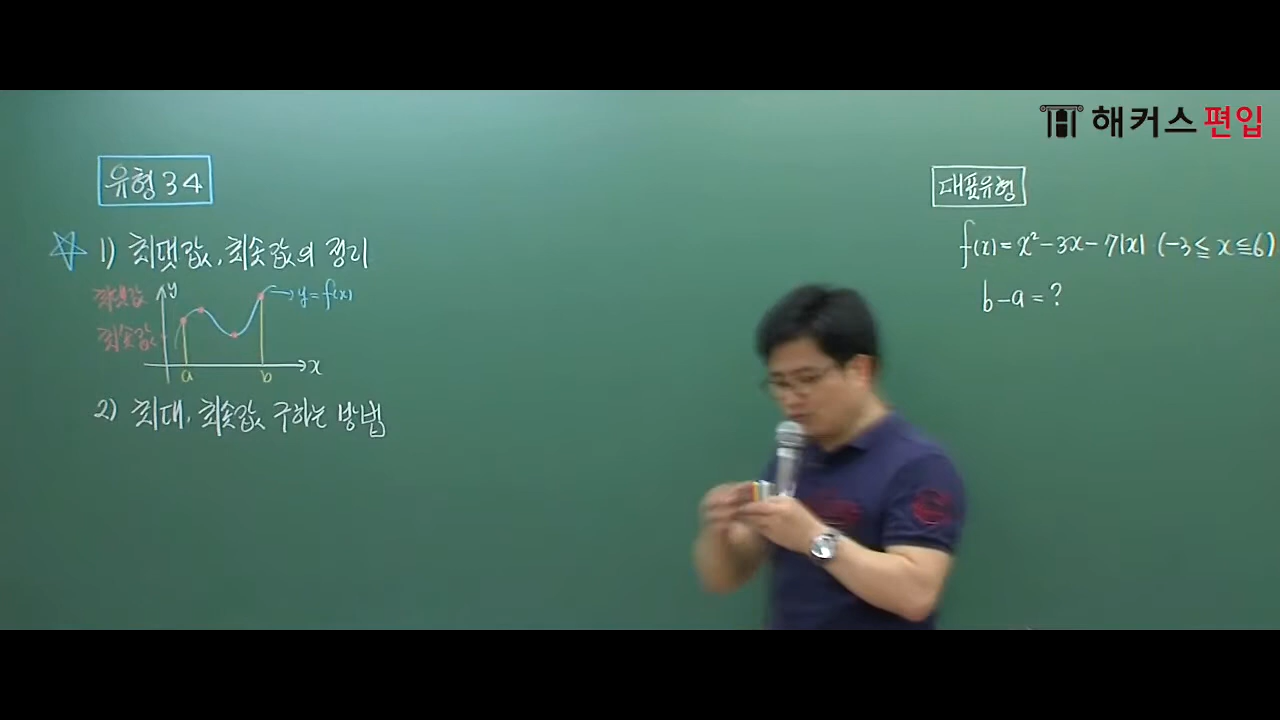 해커스편입
유형 34
1) 최댓값, 최솟값의 정리
최댓값
최솟값
y
y=f(x)
x
a
b
2) 최대, 최솟값 구하는 방법
대표유형
f(x)=x²-3x-7|x| (-3≦x≦6)
b-a=?